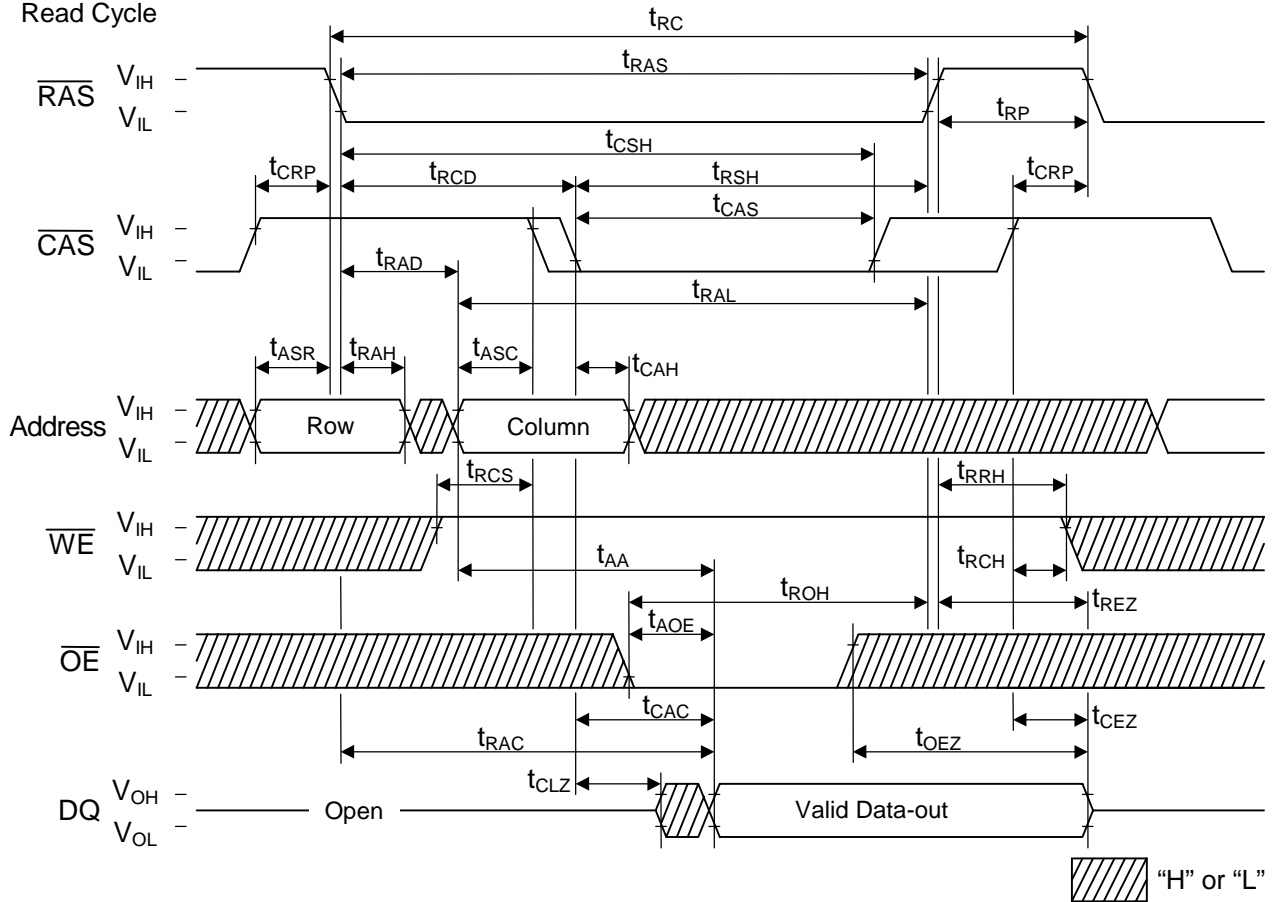 Read Cycle
tRC
RAS
VIH
VIL
tRAS
tRP
tCSH
tCRP
tRCD
tRSH
tCRP
tCAS
CAS
VIH
VIL
tRAD
tRAL
tASR
tRAH
tASC
tCAH
Address
VIH
VIL
Row
Column
tRCS
tRRH
WE
VIH
VIL
tAA
tRCH
tROH
tREZ
tAOE
OE
VIH
VIL
tCAC
tCEZ
tRAC
tOEZ
tCLZ
DQ
VOH
VOL
Open
Valid Data-out
“H” or “L”